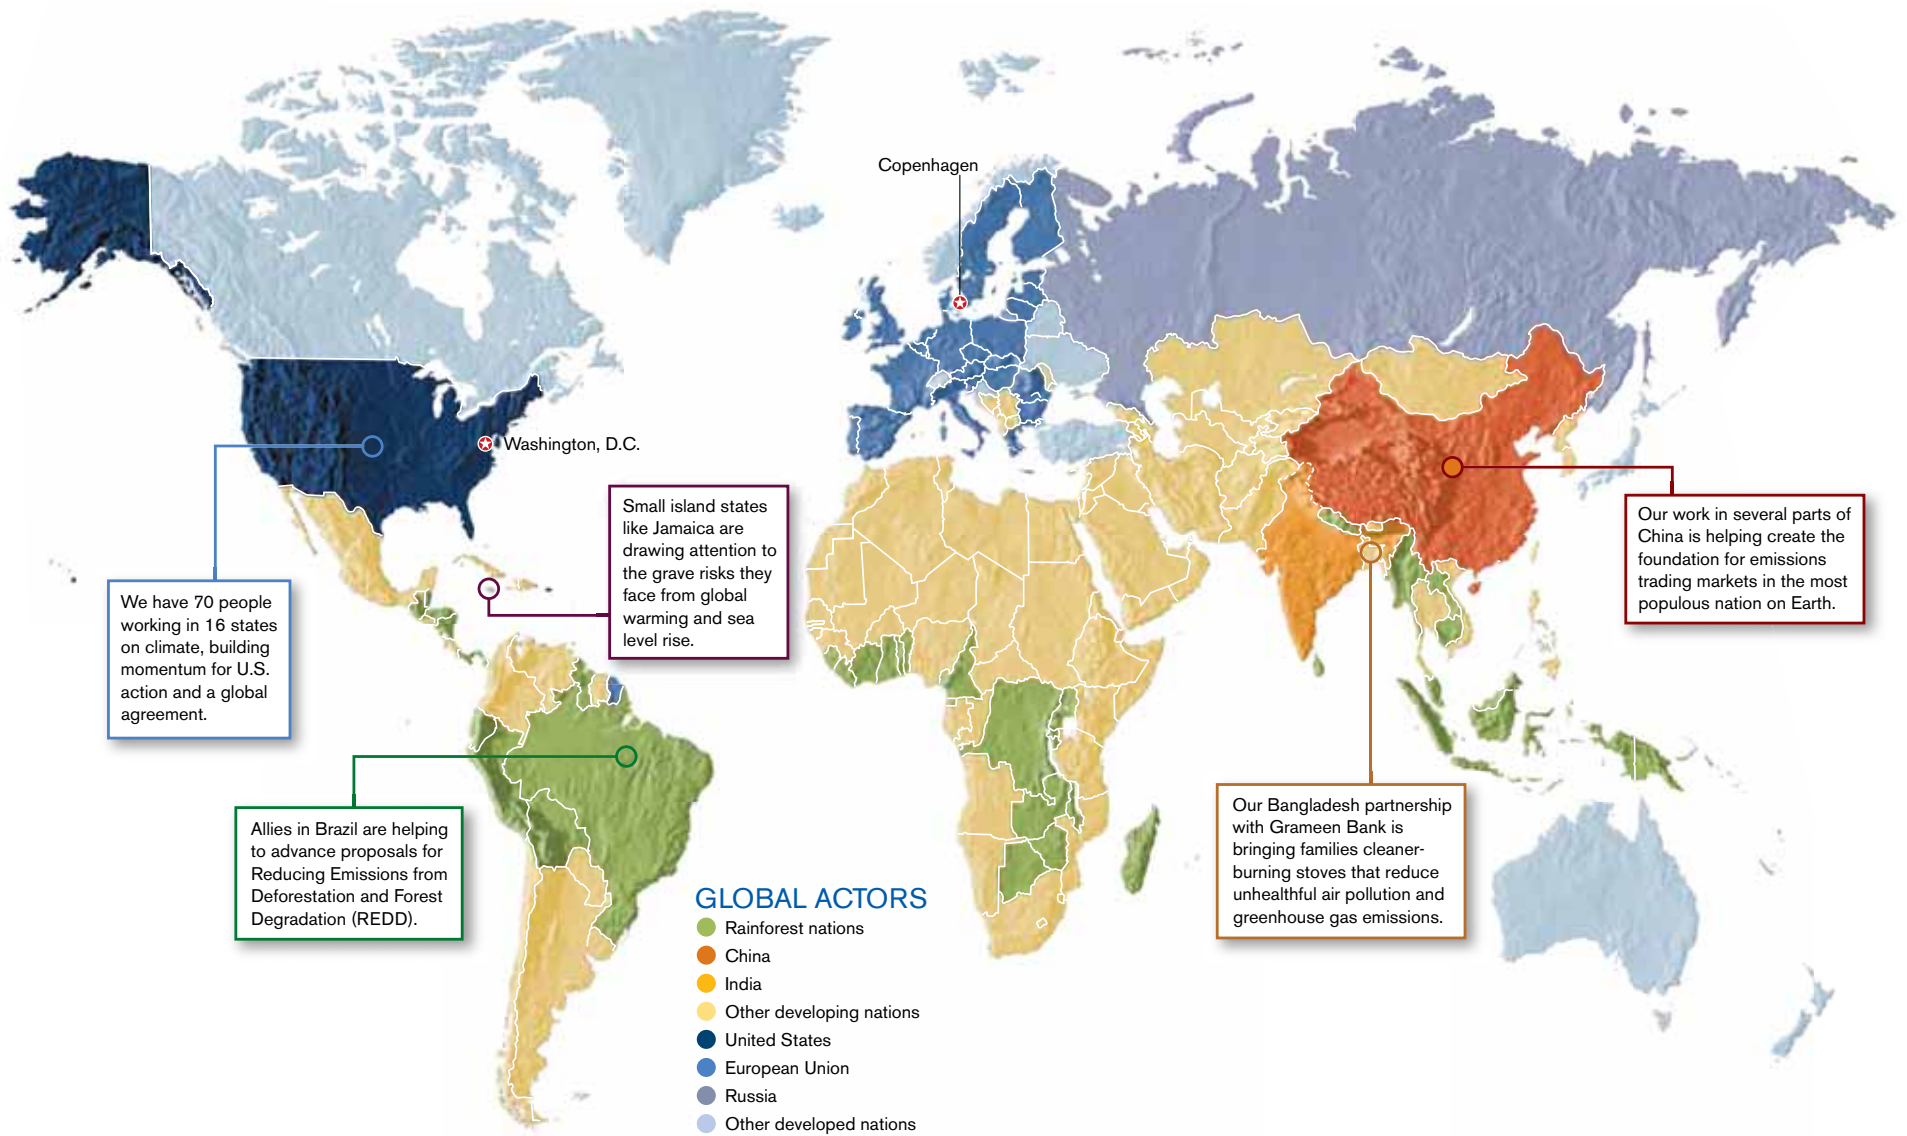 Copenhagen
Washington, D.C.
Small island states
like Jamaica are
drawing attention to
the grave risks they
face from global
warming and sea
level rise.
Our work in several parts of
China is helping create the
foundation for emissions
trading markets in the most
populous nation on Earth.
We have 70 people
working in 16 states
on climate, building
momentum for U.S.
action and a global
agreement.
Allies in Brazil are helping
to advance proposals for
Reducing Emissions from
Deforestation and Forest
Degradation (REDD).
Our Bangladesh partnership
with Grameen Bank is
bringing families cleaner-
burning stoves that reduce
unhealthful air pollution and
greenhouse gas emissions.
GLOBAL ACTORS
Rainforest nations
China
India
Other developing nations
United States
European Union
Russia
Other developed nations